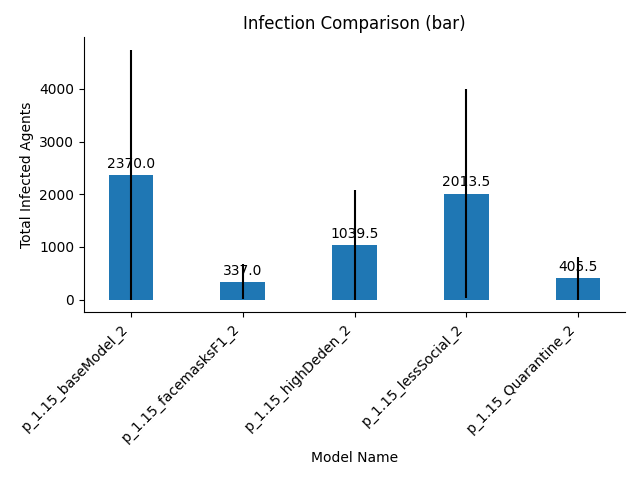 Infection Comparison (bar)
Total Infected Agents
4000
3000
2000
1000
0
2370.0
337.0
1039.5
2013.5
405.5
p_1.15_baseModel_2
p_1.15_facemasksF1_2
p_1.15_highDeden_2
p_1.15_lessSocial_2
p_1.15_Quarantine_2
Model Name